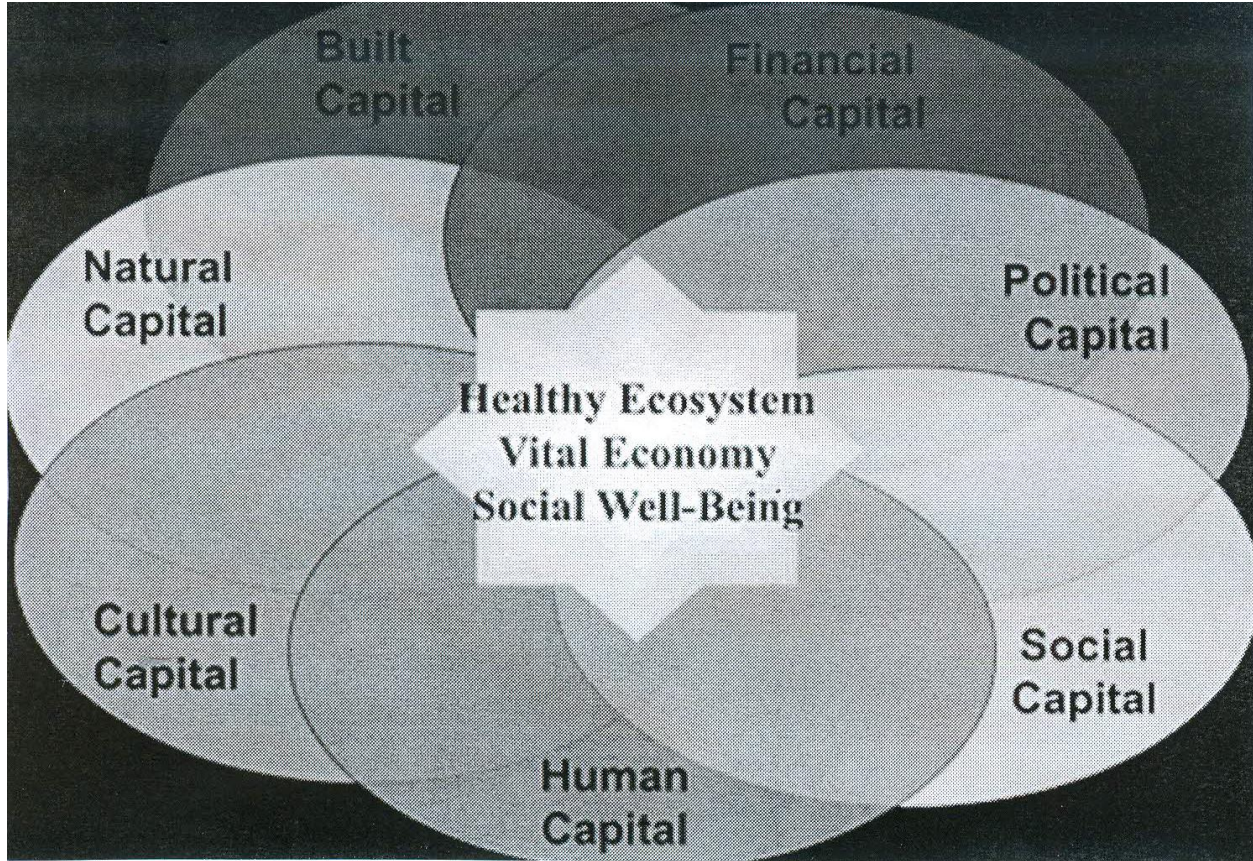 Built
Capital
Financial
Capital
Natural
Capital
Political
Capital
Healthy Ecosystem
Vital Economy
Social Well-Being
Cultural
Capital
Social
Capital
Human
Capital